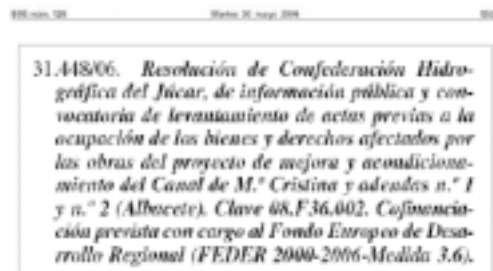 BOE núm. 128
Martes 30 mayo 2006
31.448/06. Resolución de Confederación Hidro-
gráfica del Júcar, de información pública y con-
vocatoria de levantamiento de actas previas a la
ocupación de los bienes y derechos afectados por
las obras del proyecto de mejora y acondiciona-
miento del Canal de M.ª Cristina y adendas n.º 1
y n.º 2 (Albacete). Clave 08.F36.002. Cofinancia-
ción prevista con cargo al Fondo Europeo de Desa-
rrollo Regional (FEDER 2000-2006-Medida 3.6).